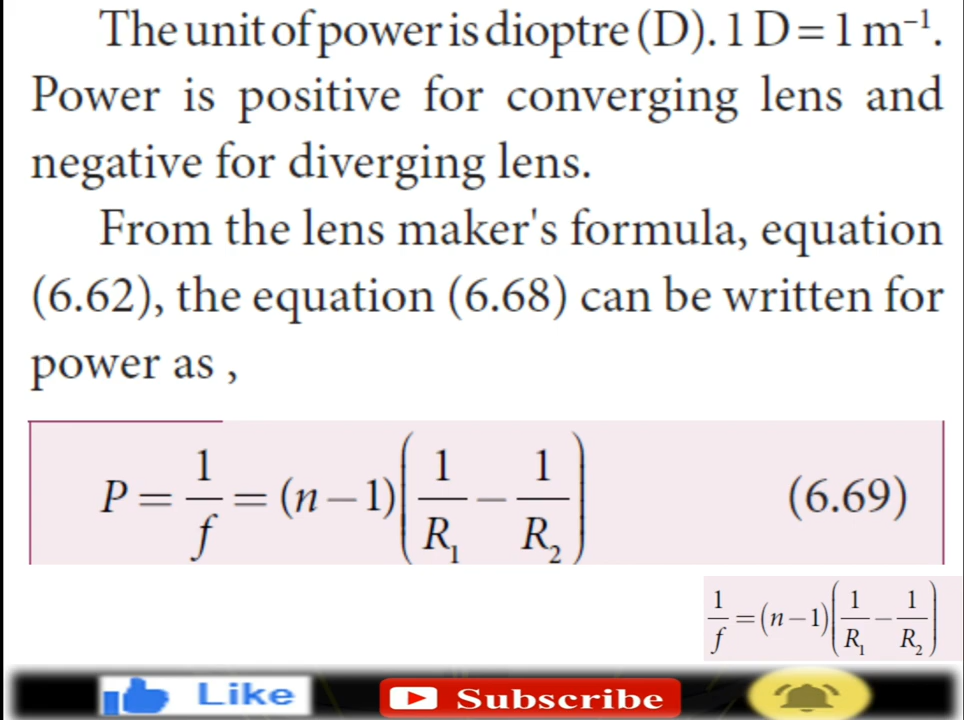 The unit of power is dioptre (D). 1 D = 1 m⁻¹.
Power is positive for converging lens and
negative for diverging lens.
From the lens maker's formula, equation
(6.62), the equation (6.68) can be written for
power as ,
P = 1/f = (n − 1)(1/R₁ − 1/R₂) (6.69)
1/f = (n − 1)(1/R₁ − 1/R₂)
Like Subscribe